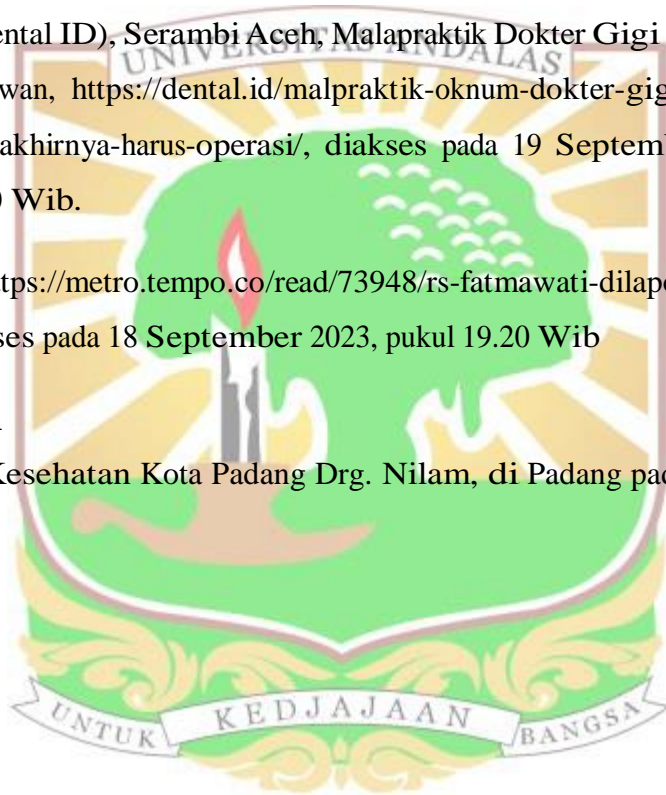 ental ID), Serambi Aceh, Malapraktik Dokter Gigi
UNIVERSITAS ANDALAS
wan, https://dental.id/malpraktik-oknum-dokter-gig
akhirnya-harus-operasi/, diakses pada 19 Septem
Wib.
tps://metro.tempo.co/read/73948/rs-fatmawati-dilap
ses pada 18 September 2023, pukul 19.20 Wib
Kesehatan Kota Padang Drg. Nilam, di Padang pa
UNTUK KEDJAJAAN BANGSA